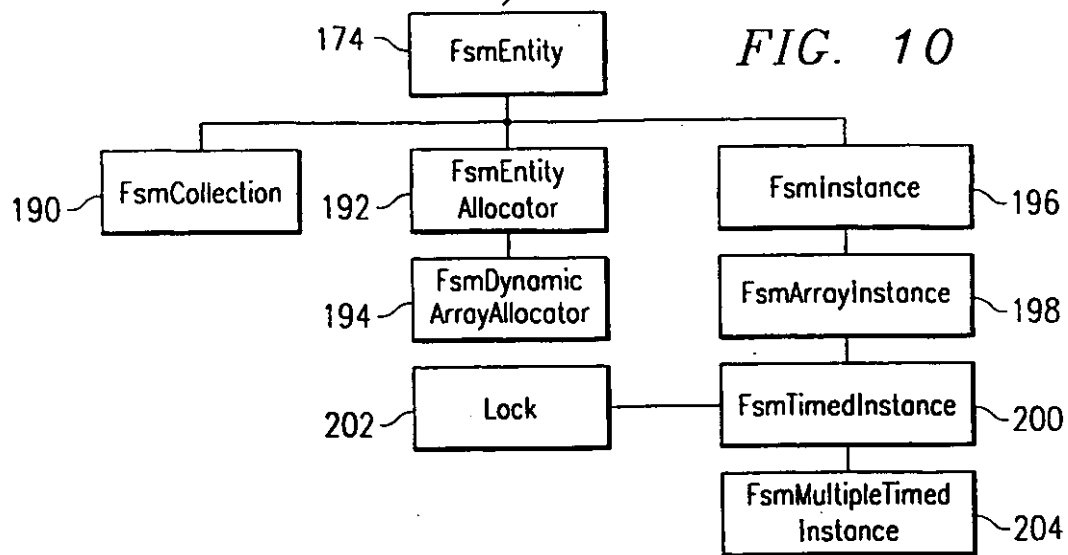 174
FsmEntity
FIG. 10
190
FsmCollection
192
FsmEntity
Allocator
FsmInstance
196
194
FsmDynamic
ArrayAllocator
FsmArrayInstance
198
202
Lock
FsmTimedInstance
200
FsmMultipleTimed
Instance
204